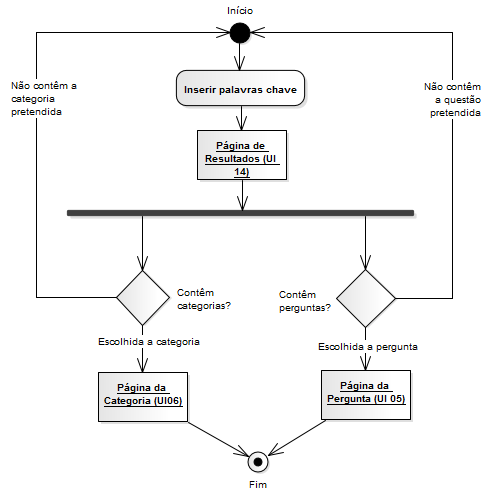 Início
Não contêm a
categoria
pretendida
Não contêm
a questão
pretendida
Inserir palavras chave
Página de
Resultados (UI
14)
Contêm
categorias?
Contêm
perguntas?
Escolhida a categoria
Escolhida a pergunta
Página da
Categoria (UI06)
Página da
Pergunta (UI 05)
Fim